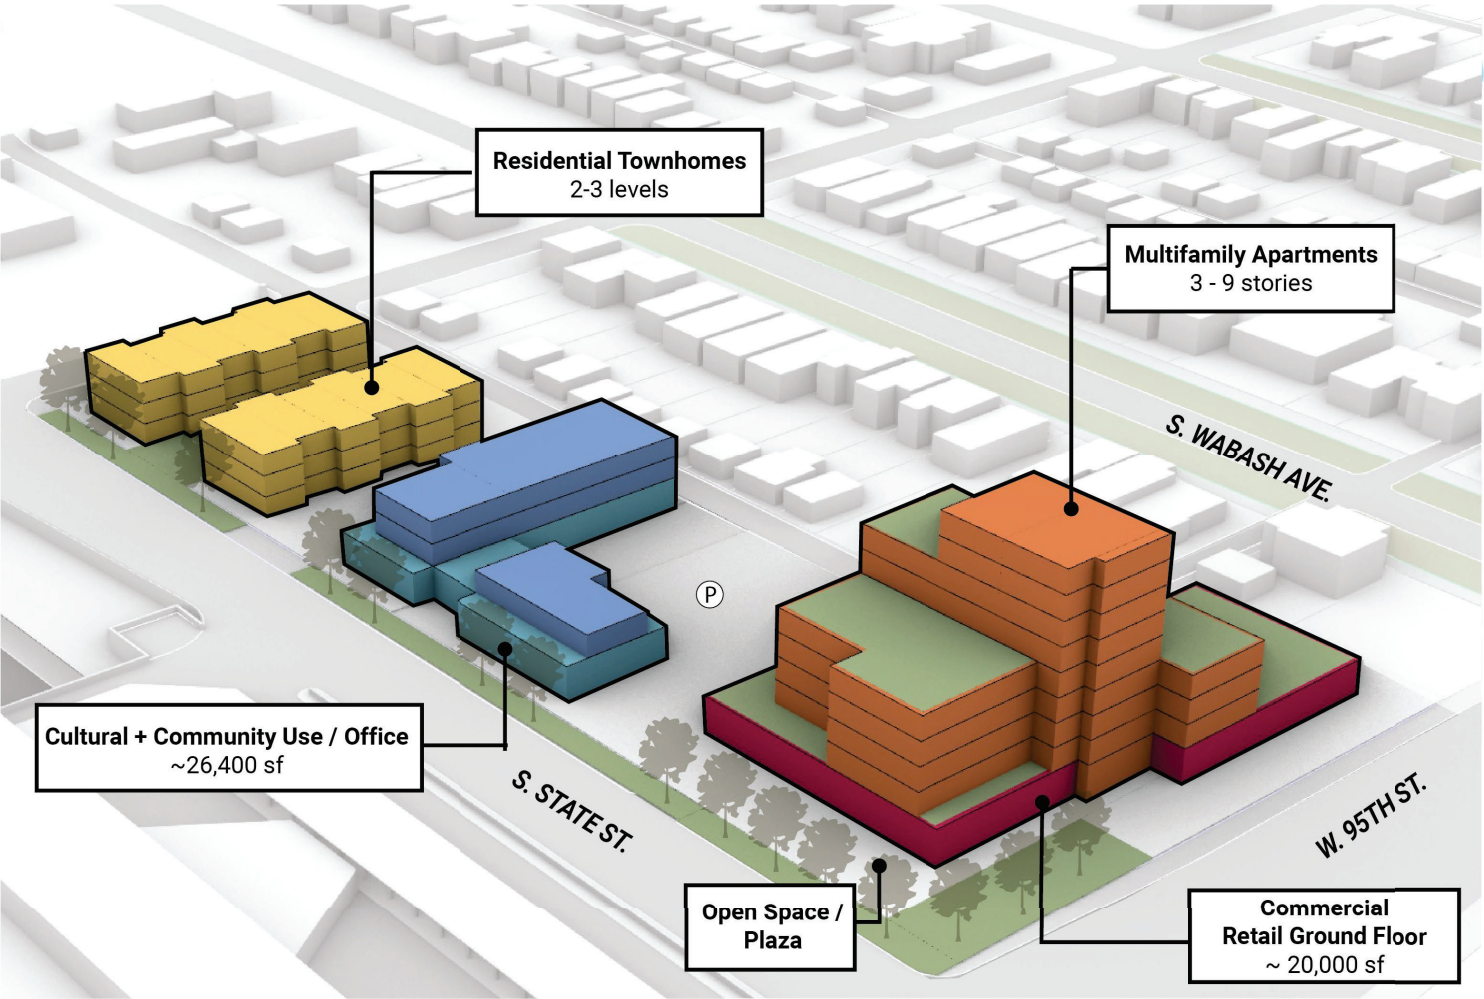 Residential Townhomes
2-3 levels
Multifamily Apartments
3 - 9 stories
S. WABASH AVE.
P
Cultural + Community Use / Office
~26,400 sf
S. STATE ST.
W. 95TH ST.
Open Space /
Plaza
Commercial
Retail Ground Floor
~ 20,000 sf